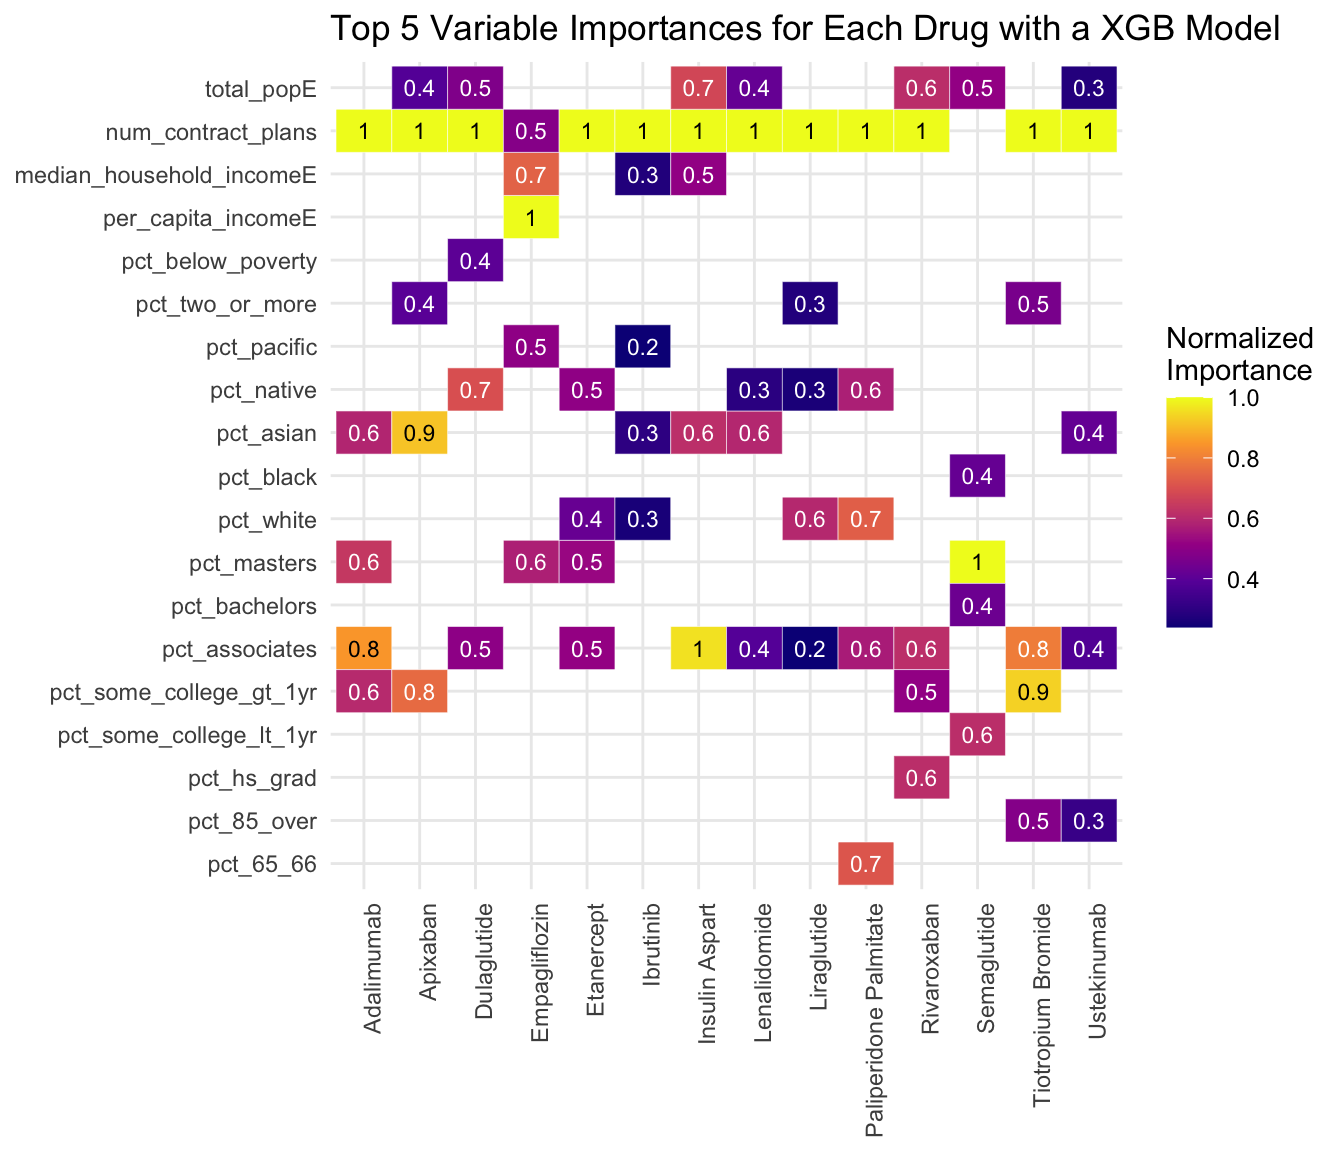 Top 5 Variable Importances for Each Drug with a XGB Model
total_popE 0.4 0.5 0.7 0.4 0.6 0.5 0.3
num_contract_plans 1 1 1 0.5 1 1 1 1 1 1 1 1 1
median_household_incomeE 0.7 0.3 0.5
per_capita_incomeE 1
pct_below_poverty 0.4
pct_two_or_more 0.4 0.3 0.5
pct_pacific 0.5 0.2
pct_native 0.7 0.5 0.3 0.3 0.6
pct_asian 0.6 0.9 0.3 0.6 0.6 0.4
pct_black 0.4
pct_white 0.4 0.3 0.6 0.7
pct_masters 0.6 0.6 0.5 1
pct_bachelors 0.4
pct_associates 0.8 0.5 0.5 1 0.4 0.2 0.6 0.6 0.8 0.4
pct_some_college_gt_1yr 0.6 0.8 0.5 0.9
pct_some_college_lt_1yr 0.6
pct_hs_grad 0.6
pct_85_over 0.5 0.3
pct_65_66 0.7
Adalimumab
Apixaban
Dulaglutide
Empagliflozin
Etanercept
Ibrutinib
Insulin Aspart
Lenalidomide
Liraglutide
Paliperidone Palmitate
Rivaroxaban
Semaglutide
Tiotropium Bromide
Ustekinumab
Normalized
Importance
1.0
0.8
0.6
0.4